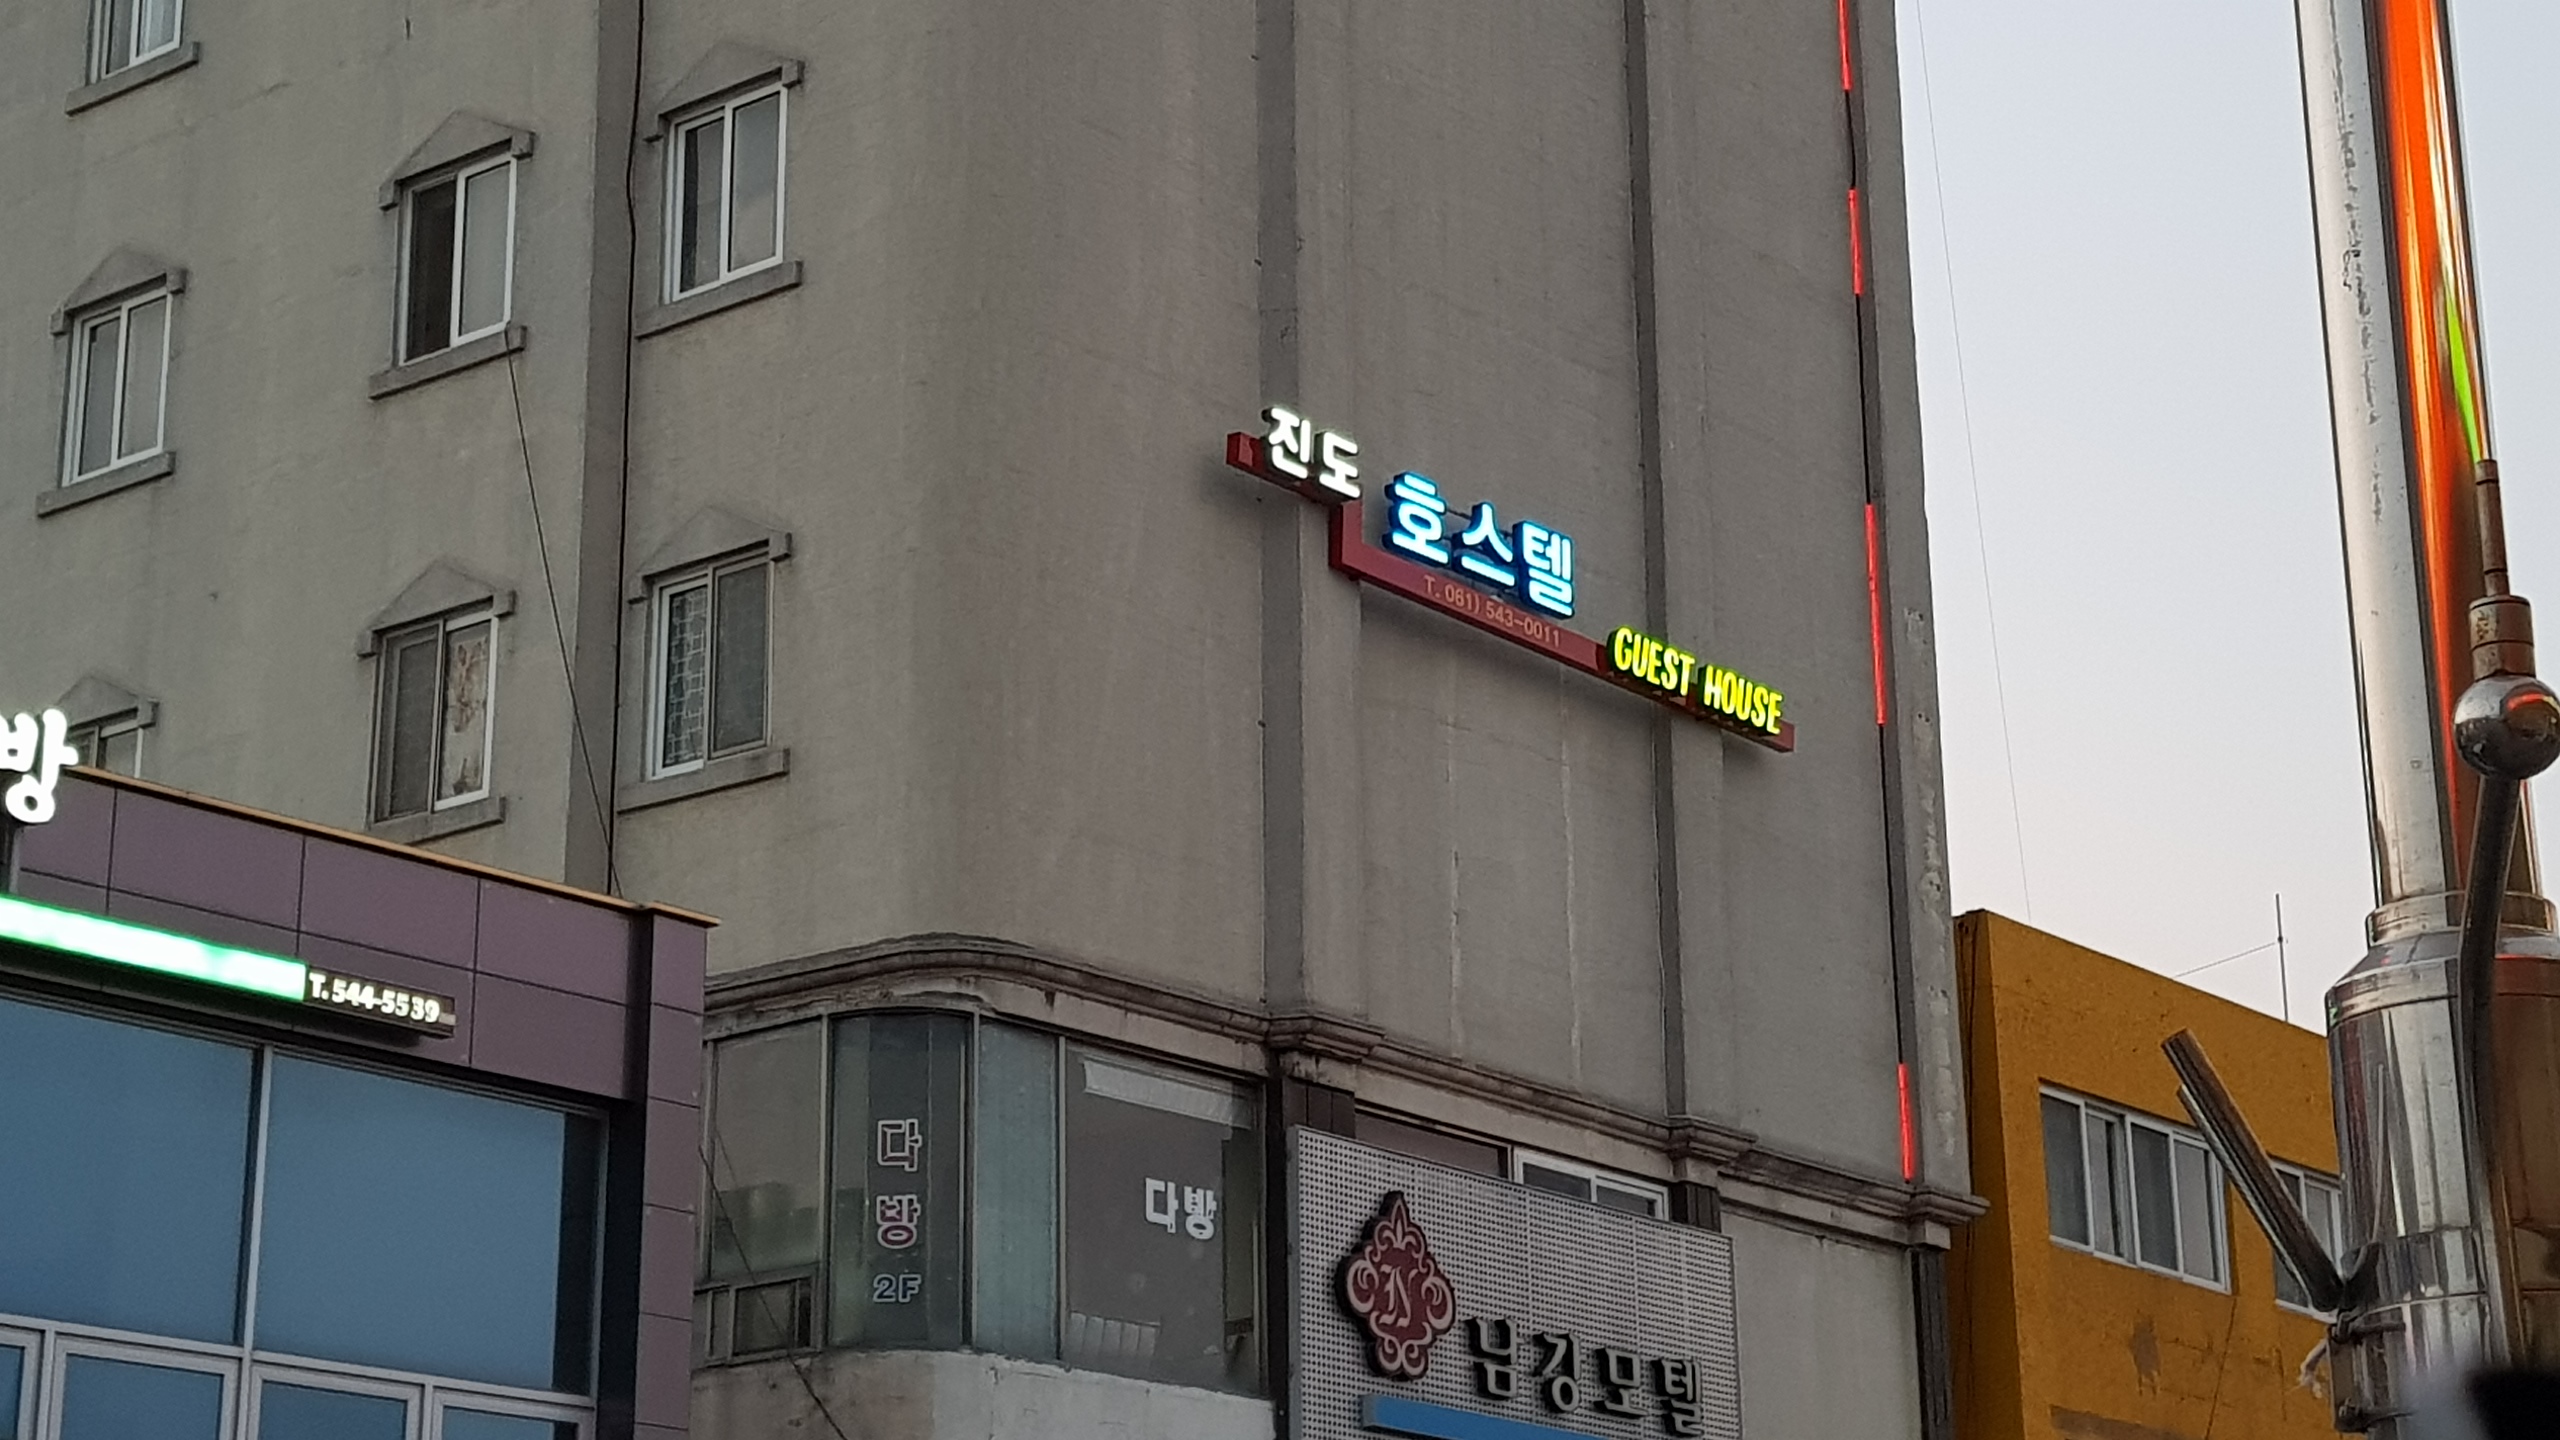 진도
호스텔
T. 061) 543-0011
GUEST HOUSE
방
T. 544-5539
다
방
2F
다방
N
남강모텔